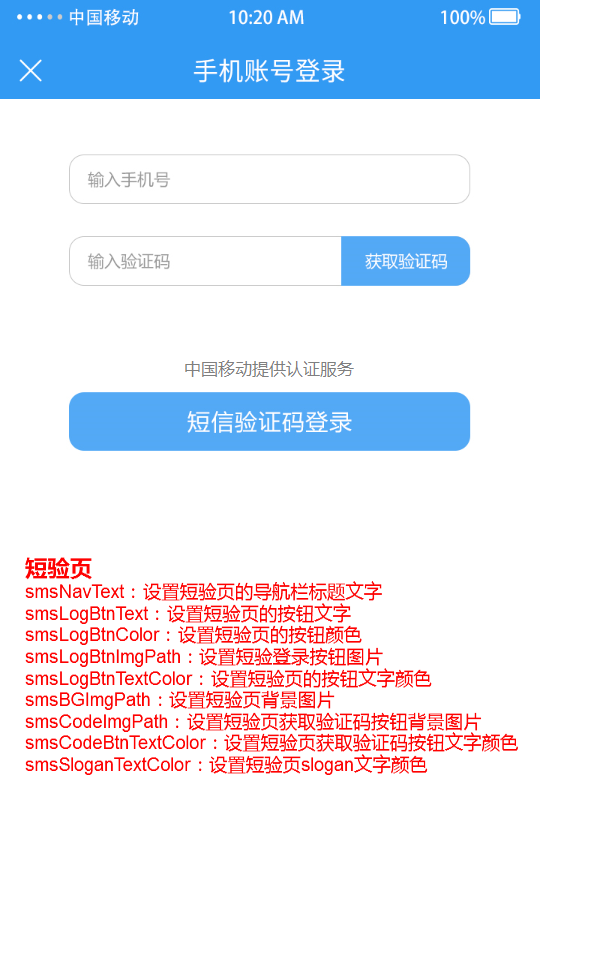 中国移动 10:20 AM 100%
手机账号登录
输入手机号
输入验证码 获取验证码
中国移动提供认证服务
短信验证码登录
短验页
smsNavText：设置短验页的导航栏标题文字
smsLogBtnText：设置短验页的按钮文字
smsLogBtnColor：设置短验页的按钮颜色
smsLogBtnImgPath：设置短验登录按钮图片
smsLogBtnTextColor：设置短验页的按钮文字颜色
smsBGImgPath：设置短验页背景图片
smsCodeImgPath：设置短验页获取验证码按钮背景图片
smsCodeBtnTextColor：设置短验页获取验证码按钮文字颜色
smsSloganTextColor：设置短验页slogan文字颜色